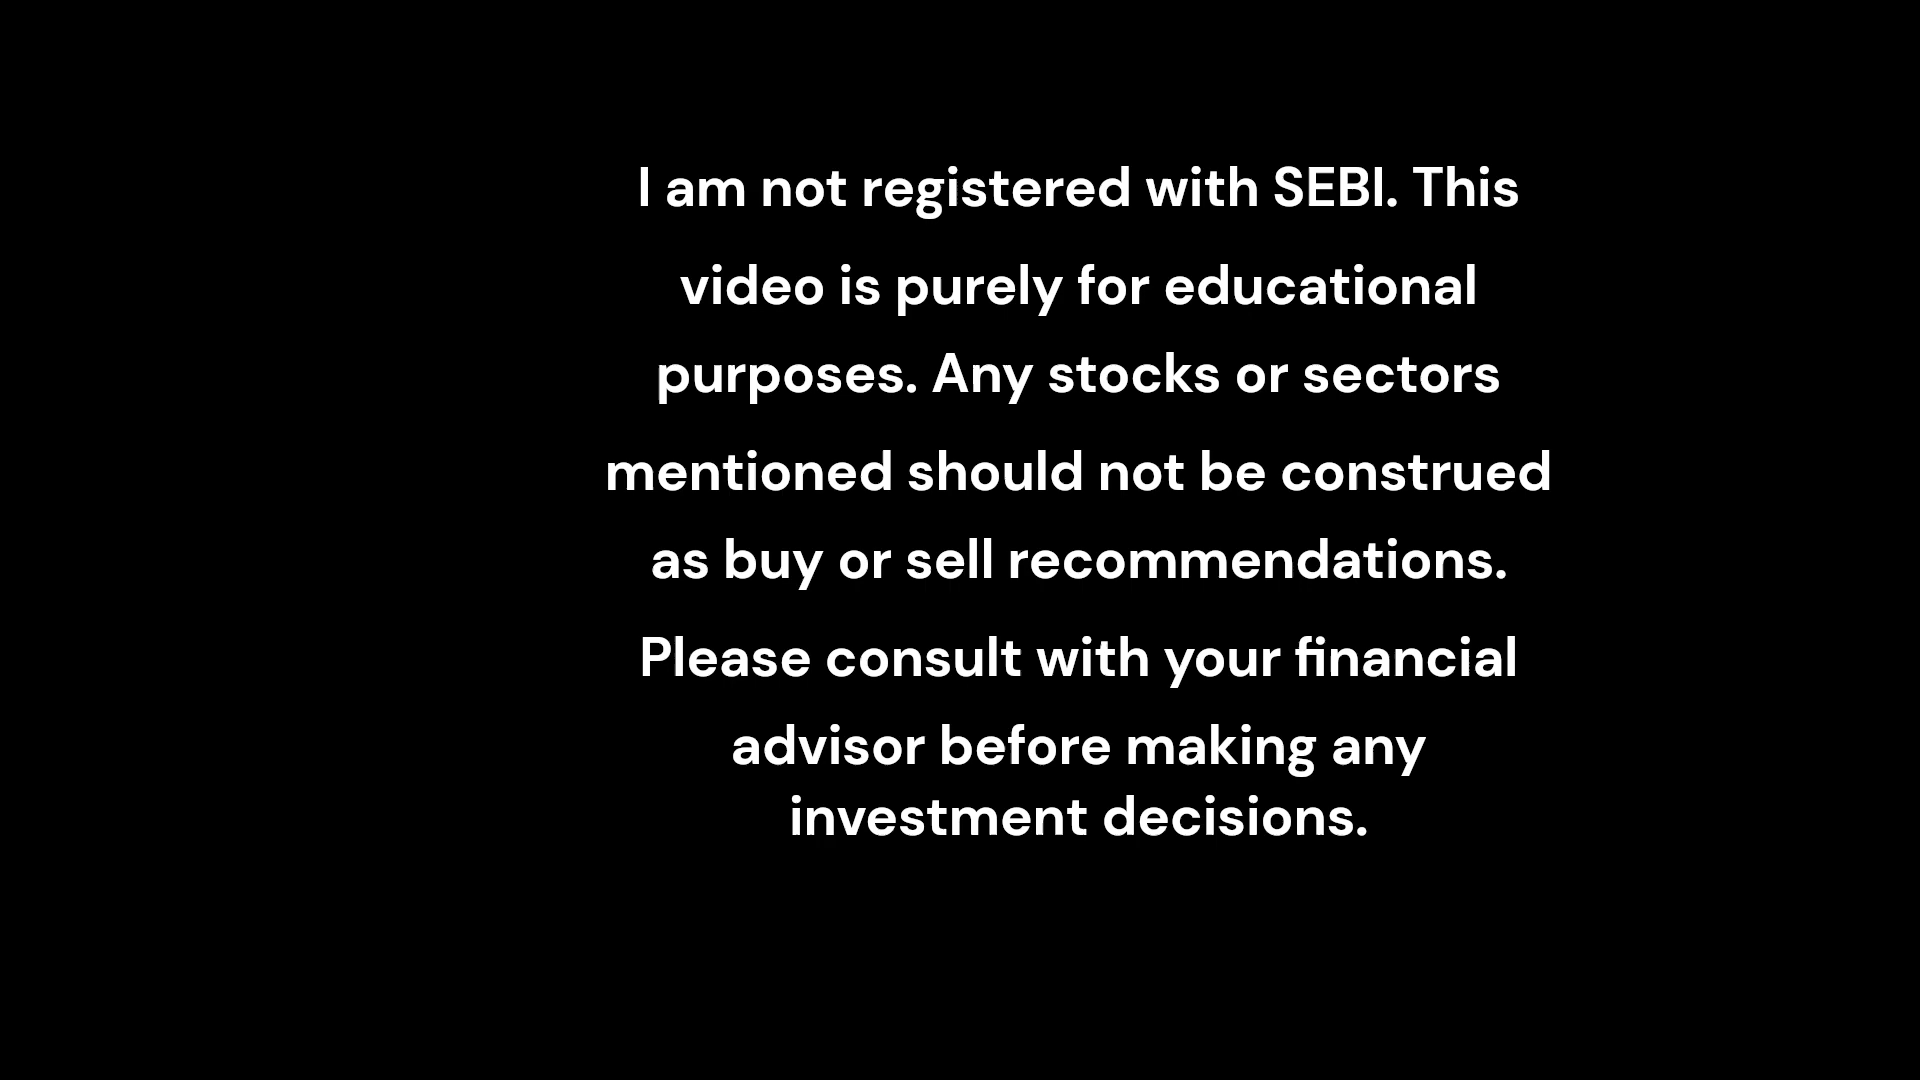 I am not registered with SEBI. This
video is purely for educational
purposes. Any stocks or sectors
mentioned should not be construed
as buy or sell recommendations.
Please consult with your financial
advisor before making any
investment decisions.